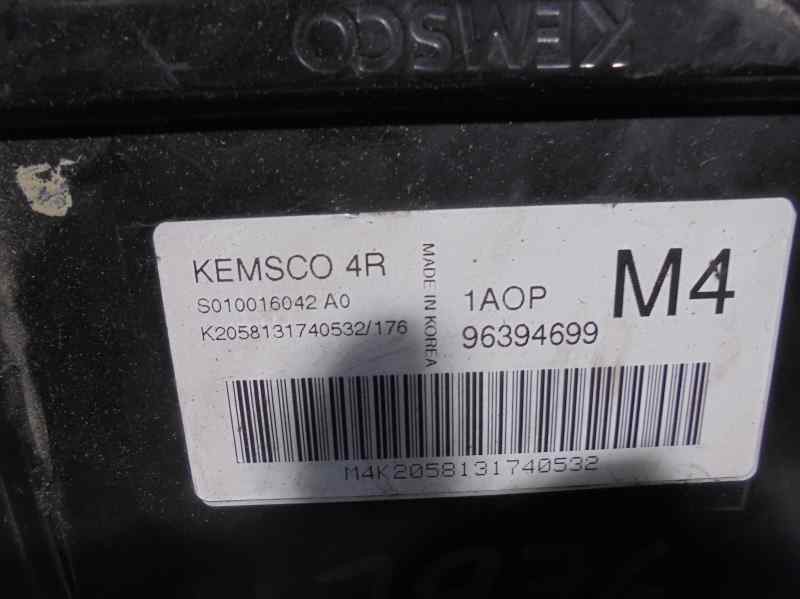 KEMSCO
KEMSCO 4R
S010016042 A0
K2058131740532/176
MADE IN KOREA
1AOP
96394699
M4
M4K2058131740532